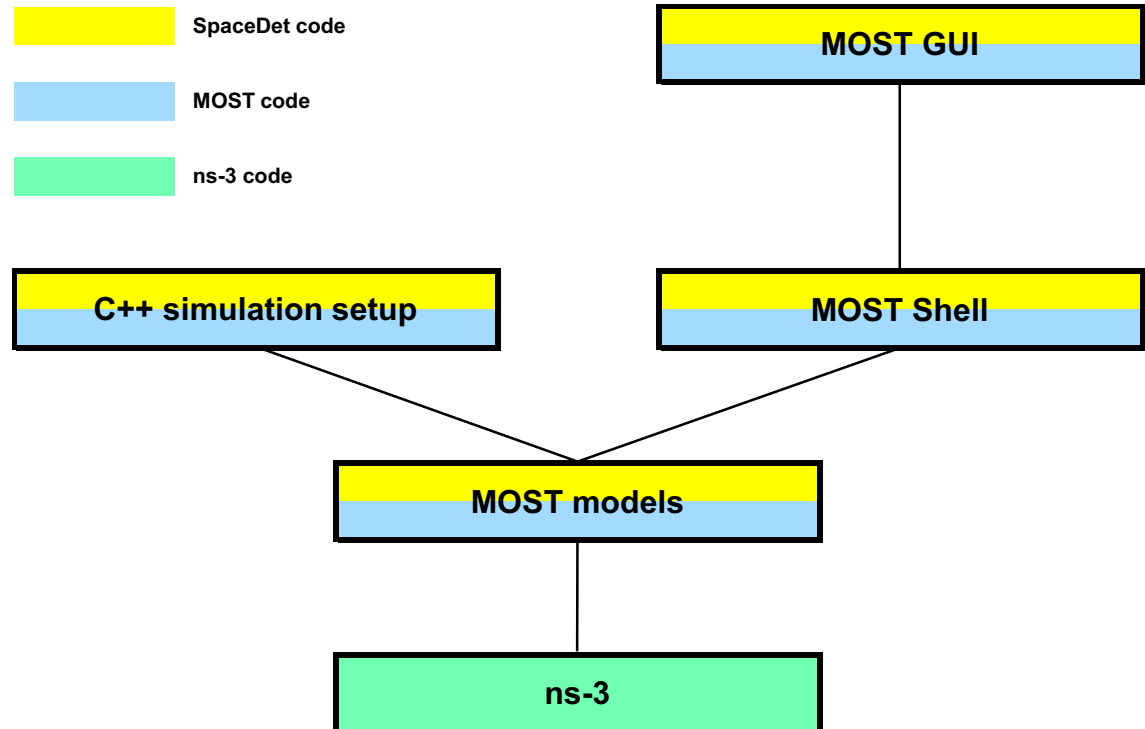 SpaceDet code
MOST code
ns-3 code
MOST GUI
C++ simulation setup
MOST Shell
MOST models
ns-3